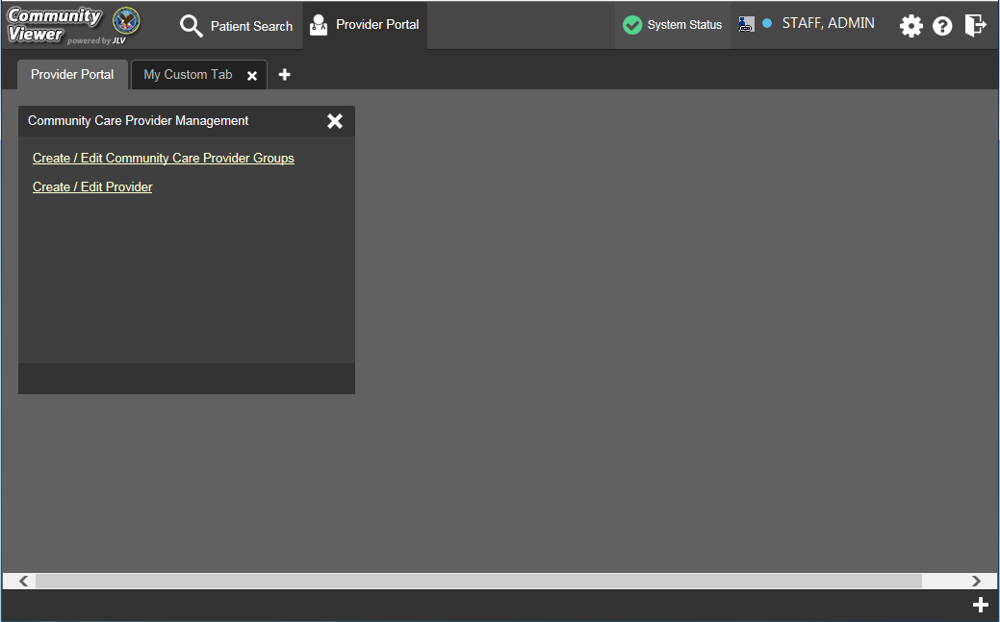 Community
Viewer powered by JLV
Patient Search
Provider Portal
System Status
STAFF, ADMIN
Provider Portal
My Custom Tab
Community Care Provider Management
Create / Edit Community Care Provider Groups
Create / Edit Provider